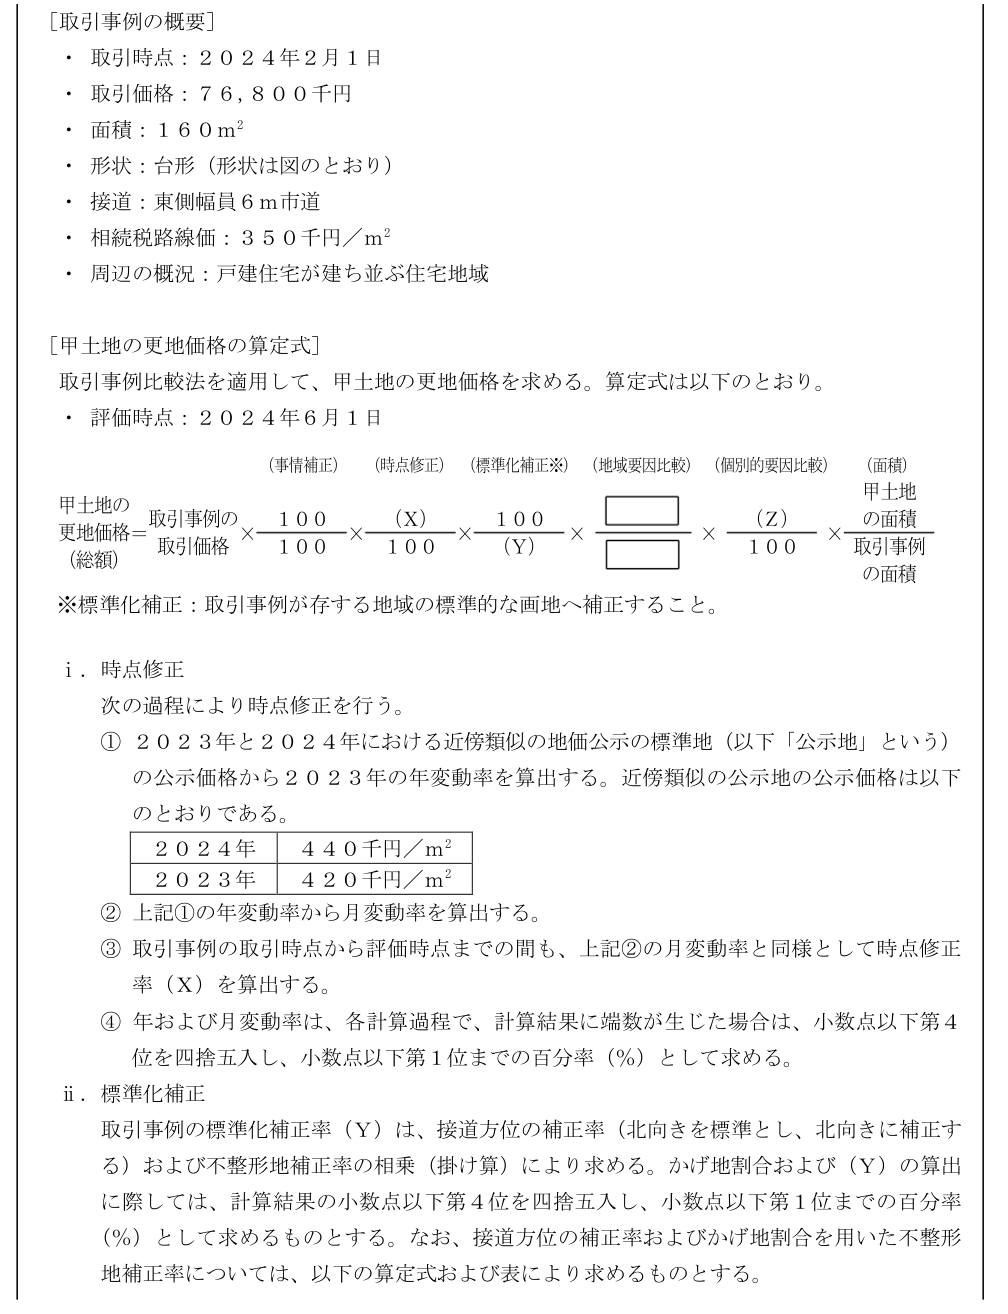 ［取引事例の概要］
・ 取引時点：２０２４年２月１日
・ 取引価格：７６,８００千円
・ 面積：１６０ｍ²
・ 形状：台形（形状は図のとおり）
・ 接道：東側幅員６ｍ市道
・ 相続税路線価：３５０千円／ｍ²
・ 周辺の概況：戸建住宅が建ち並ぶ住宅地域
［甲土地の更地価格の算定式］
取引事例比較法を適用して、甲土地の更地価格を求める。算定式は以下のとおり。
・ 評価時点：２０２４年６月１日
（事情補正） （時点修正） （標準化補正※） （地域要因比較） （個別的要因比較） （面積）
甲土地の更地価格（総額）＝取引事例の取引価格×１００/１００×（Ｘ）/１００×１００/（Ｙ）×□/□×（Ｚ）/１００×甲土地の面積/取引事例の面積
※標準化補正：取引事例が存する地域の標準的な画地へ補正すること。
ⅰ．時点修正
次の過程により時点修正を行う。
① ２０２３年と２０２４年における近傍類似の地価公示の標準地（以下「公示地」という）
の公示価格から２０２３年の年変動率を算出する。近傍類似の公示地の公示価格は以下
のとおりである。
２０２４年 ４４０千円／ｍ²
２０２３年 ４２０千円／ｍ²
② 上記①の年変動率から月変動率を算出する。
③ 取引事例の取引時点から評価時点までの間も、上記②の月変動率と同様として時点修正
率（Ｘ）を算出する。
④ 年および月変動率は、各計算過程で、計算結果に端数が生じた場合は、小数点以下第４
位を四捨五入し、小数点以下第１位までの百分率（％）として求める。
ⅱ．標準化補正
取引事例の標準化補正率（Ｙ）は、接道方位の補正率（北向きを標準とし、北向きに補正す
る）および不整形地補正率の相乗（掛け算）により求める。かげ地割合および（Ｙ）の算出
に際しては、計算結果の小数点以下第４位を四捨五入し、小数点以下第１位までの百分率
（％）として求めるものとする。なお、接道方位の補正率およびかげ地割合を用いた不整形
地補正率については、以下の算定式および表により求めるものとする。